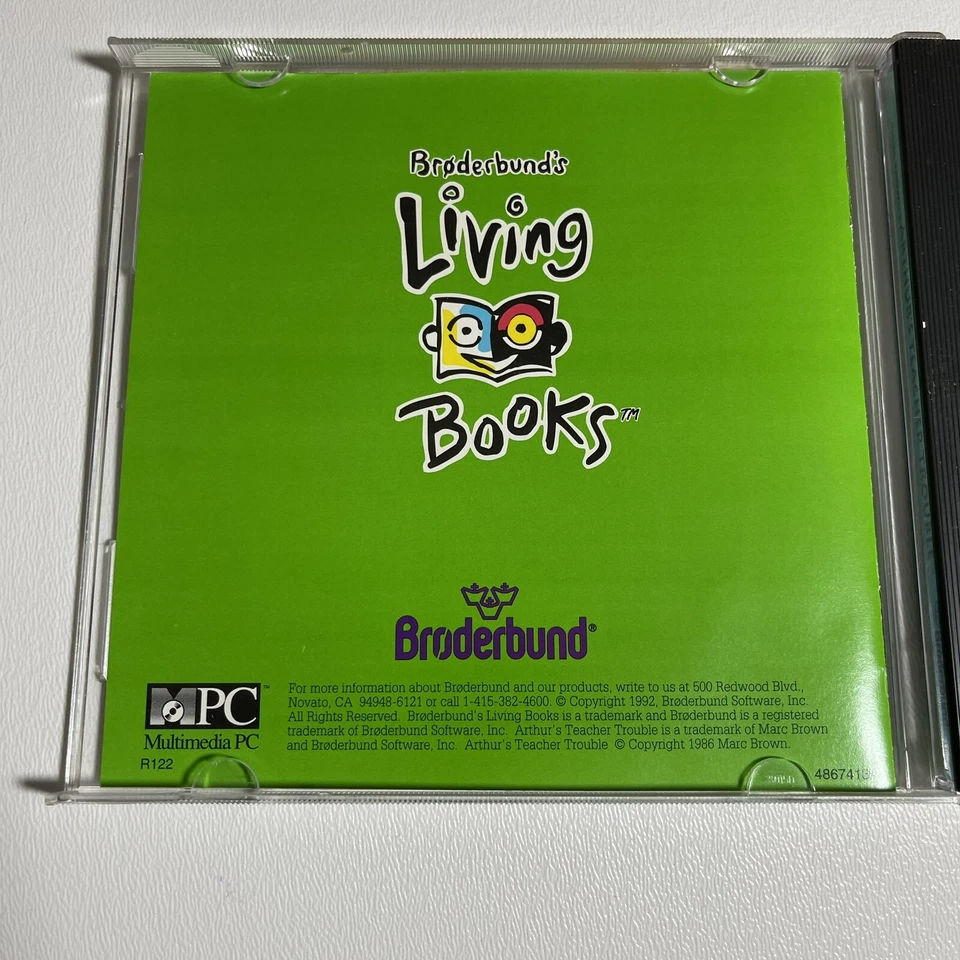 Brøderbund's
Living
Books™
Brøderbund®
MPC™
Multimedia PC
R122
For more information about Brøderbund and our products, write to us at 500 Redwood Blvd.,
Novato, CA 94948-6121 or call 1-415-382-4600. © Copyright 1992, Brøderbund Software, Inc.
All Rights Reserved. Brøderbund's Living Books is a trademark and Brøderbund is a registered
trademark of Brøderbund Software, Inc. Arthur's Teacher Trouble is a trademark of Marc Brown
and Brøderbund Software, Inc. Arthur's Teacher Trouble © Copyright 1986 Marc Brown.